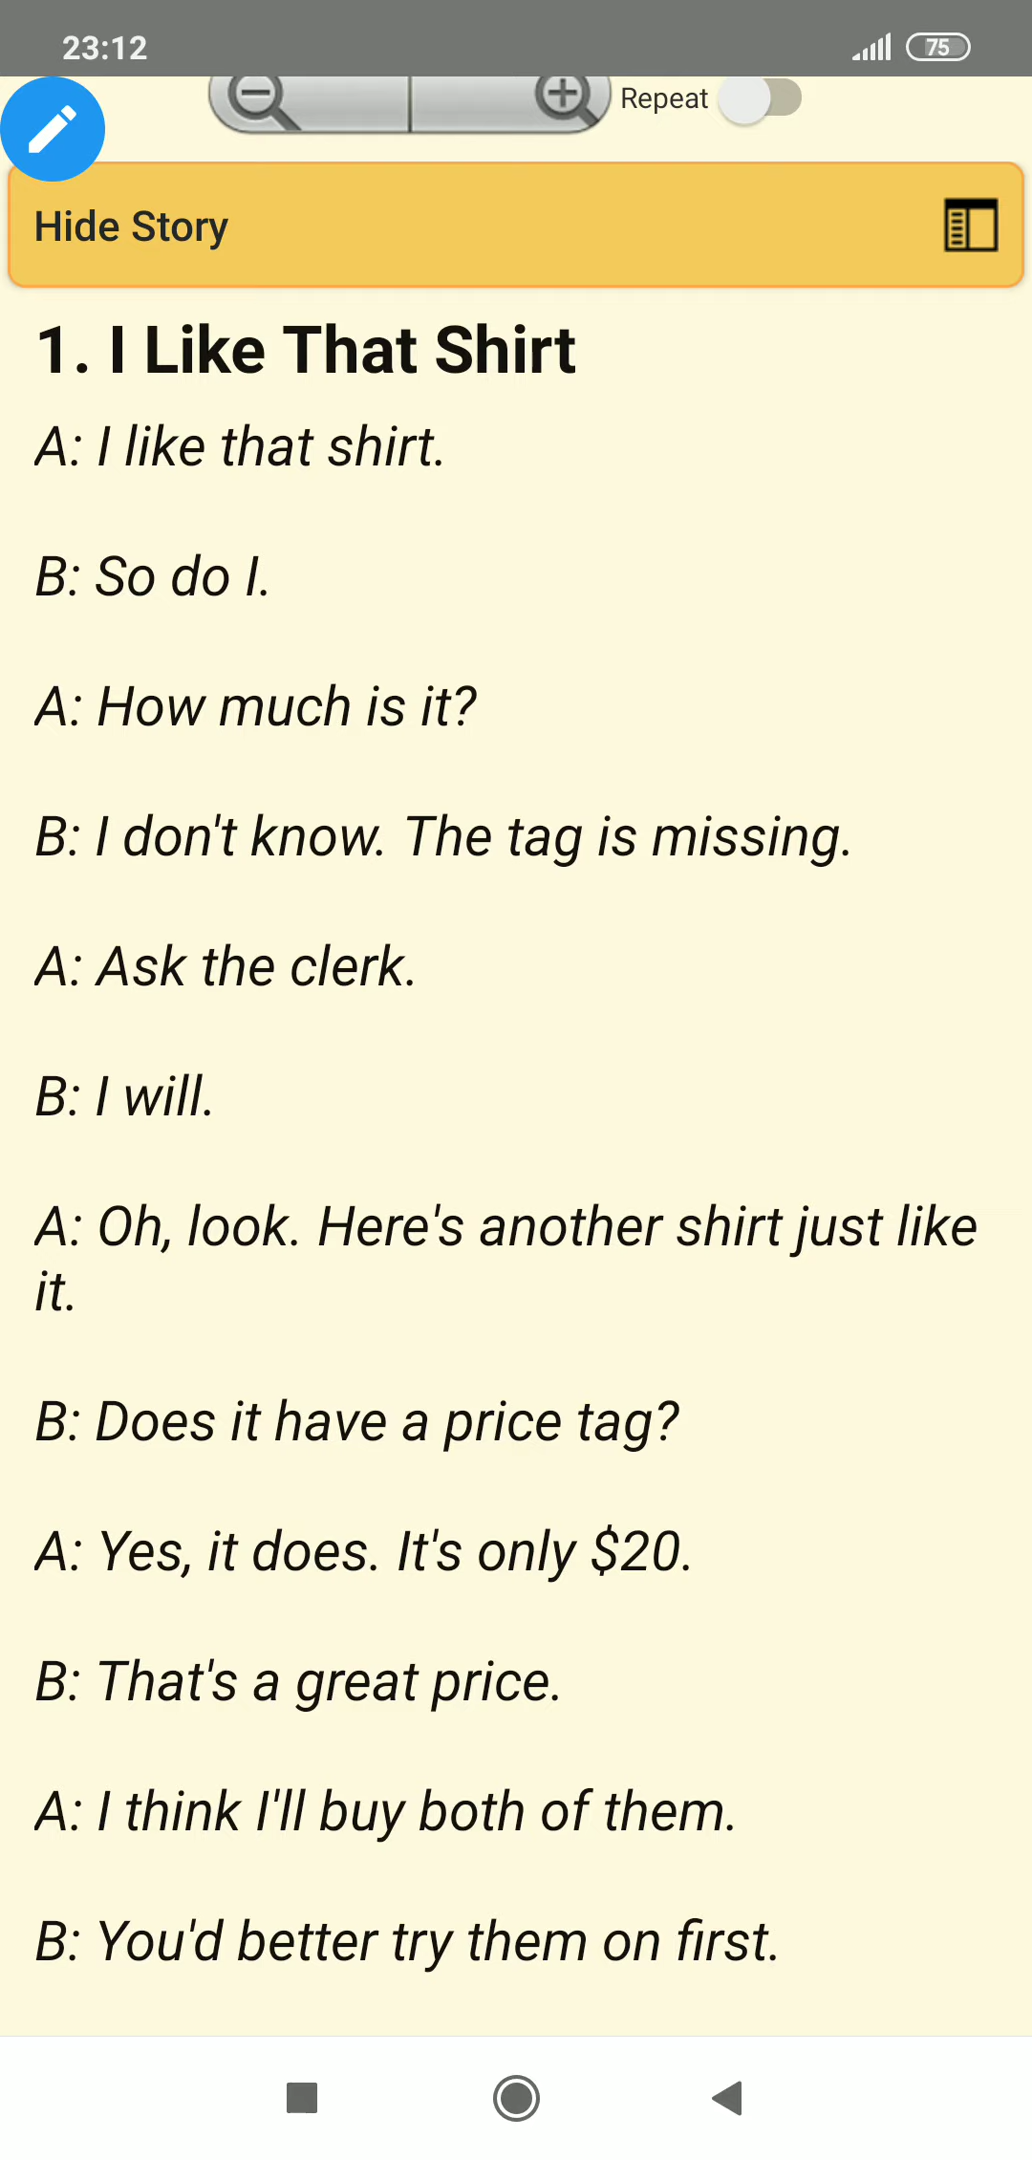 23:12
75
Repeat
Hide Story
1. I Like That Shirt
A: I like that shirt.
B: So do I.
A: How much is it?
B: I don't know. The tag is missing.
A: Ask the clerk.
B: I will.
A: Oh, look. Here's another shirt just like
it.
B: Does it have a price tag?
A: Yes, it does. It's only $20.
B: That's a great price.
A: I think I'll buy both of them.
B: You'd better try them on first.